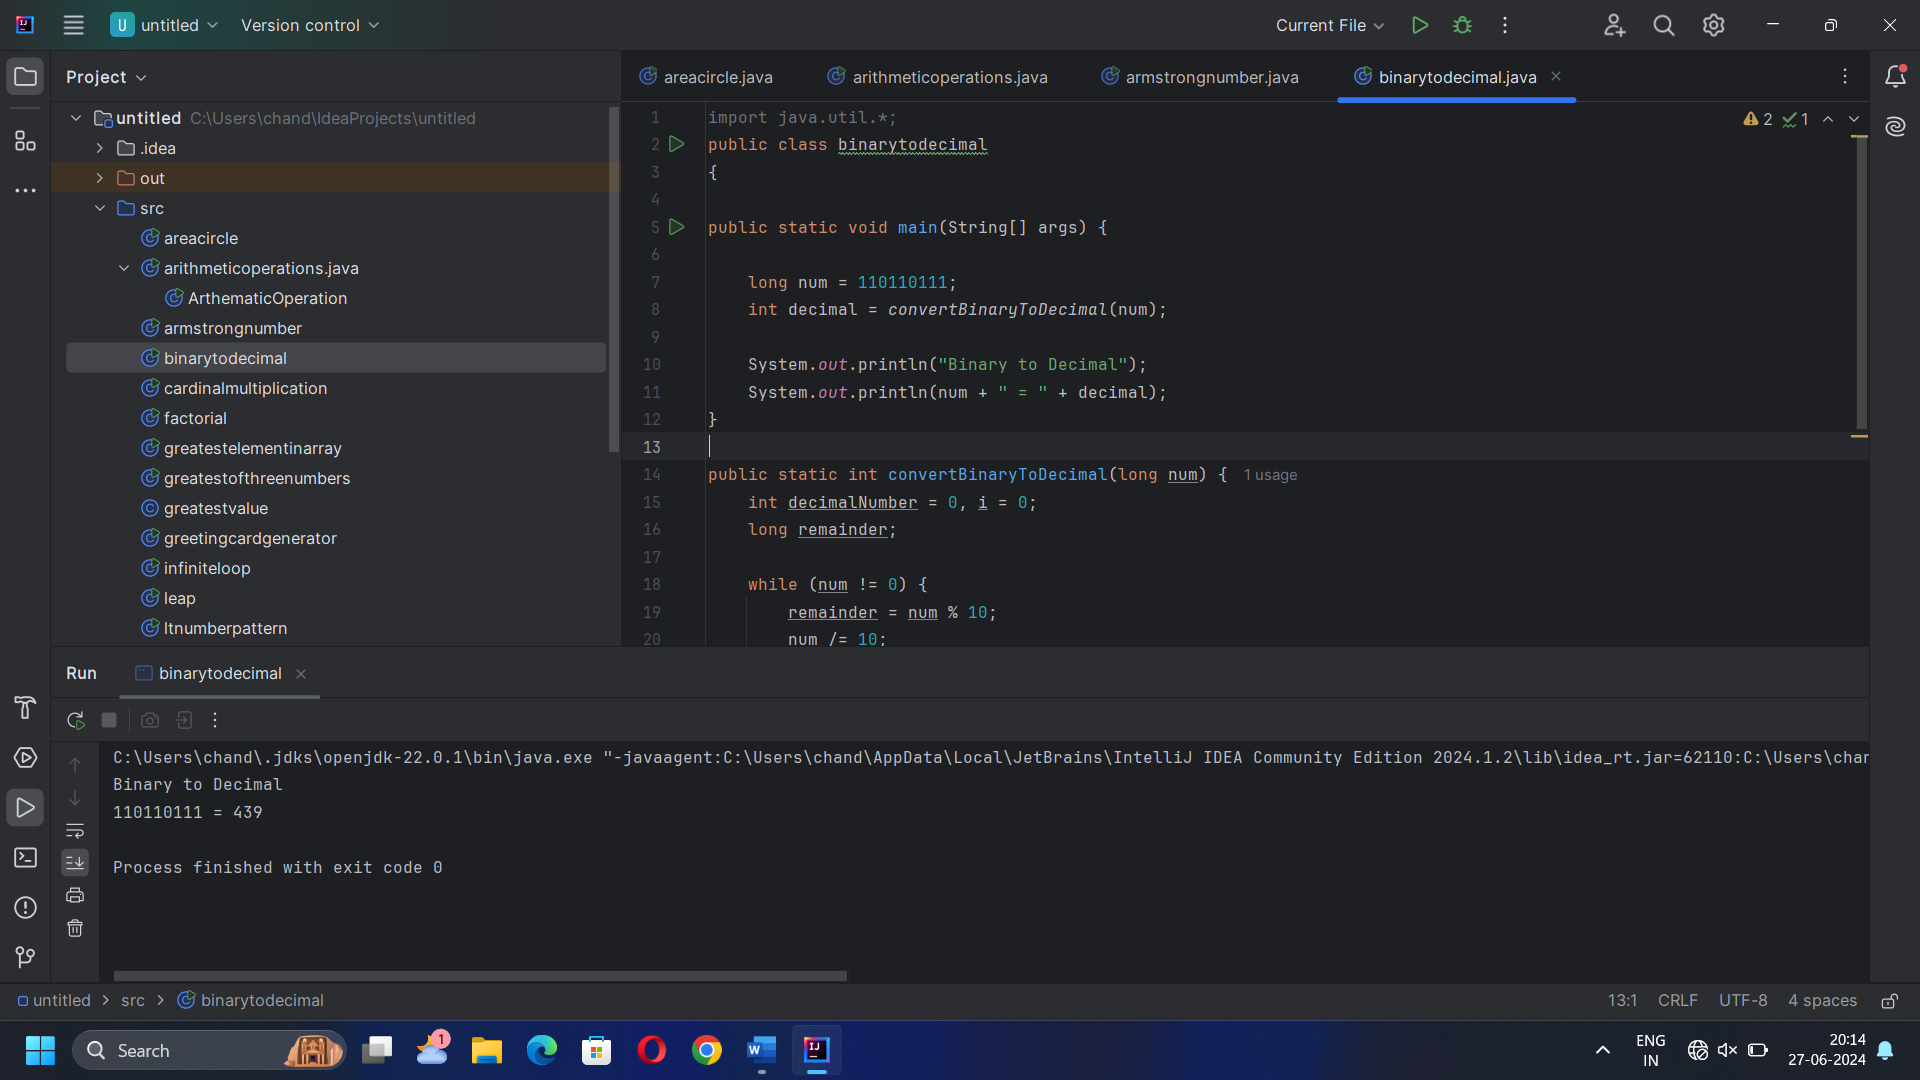 U untitled Version control Current File
Project
areacircle.java arithmeticoperations.java armstrongnumber.java binarytodecimal.java
untitled C:\Users\chand\IdeaProjects\untitled
.idea
out
src
areacircle
arithmeticoperations.java
ArthematicOperation
armstrongnumber
binarytodecimal
cardinalmultiplication
factorial
greatestelementinarray
greatestofthreenumbers
greatestvalue
greetingcardgenerator
infiniteloop
leap
ltnumberpattern
2 1
1 import java.util.*;
2 public class binarytodecimal
3 {
4
5 public static void main(String[] args) {
6
7 long num = 110110111;
8 int decimal = convertBinaryToDecimal(num);
9
10 System.out.println("Binary to Decimal");
11 System.out.println(num + " = " + decimal);
12 }
13
14 public static int convertBinaryToDecimal(long num) { 1 usage
15 int decimalNumber = 0, i = 0;
16 long remainder;
17
18 while (num != 0) {
19 remainder = num % 10;
20 num /= 10;
Run binarytodecimal
C:\Users\chand\.jdks\openjdk-22.0.1\bin\java.exe "-javaagent:C:\Users\chand\AppData\Local\JetBrains\IntelliJ IDEA Community Edition 2024.1.2\lib\idea_rt.jar=62110:C:\Users\char
Binary to Decimal
110110111 = 439
Process finished with exit code 0
untitled > src > binarytodecimal 13:1 CRLF UTF-8 4 spaces
Search 1 ENG 20:14
IN 27-06-2024